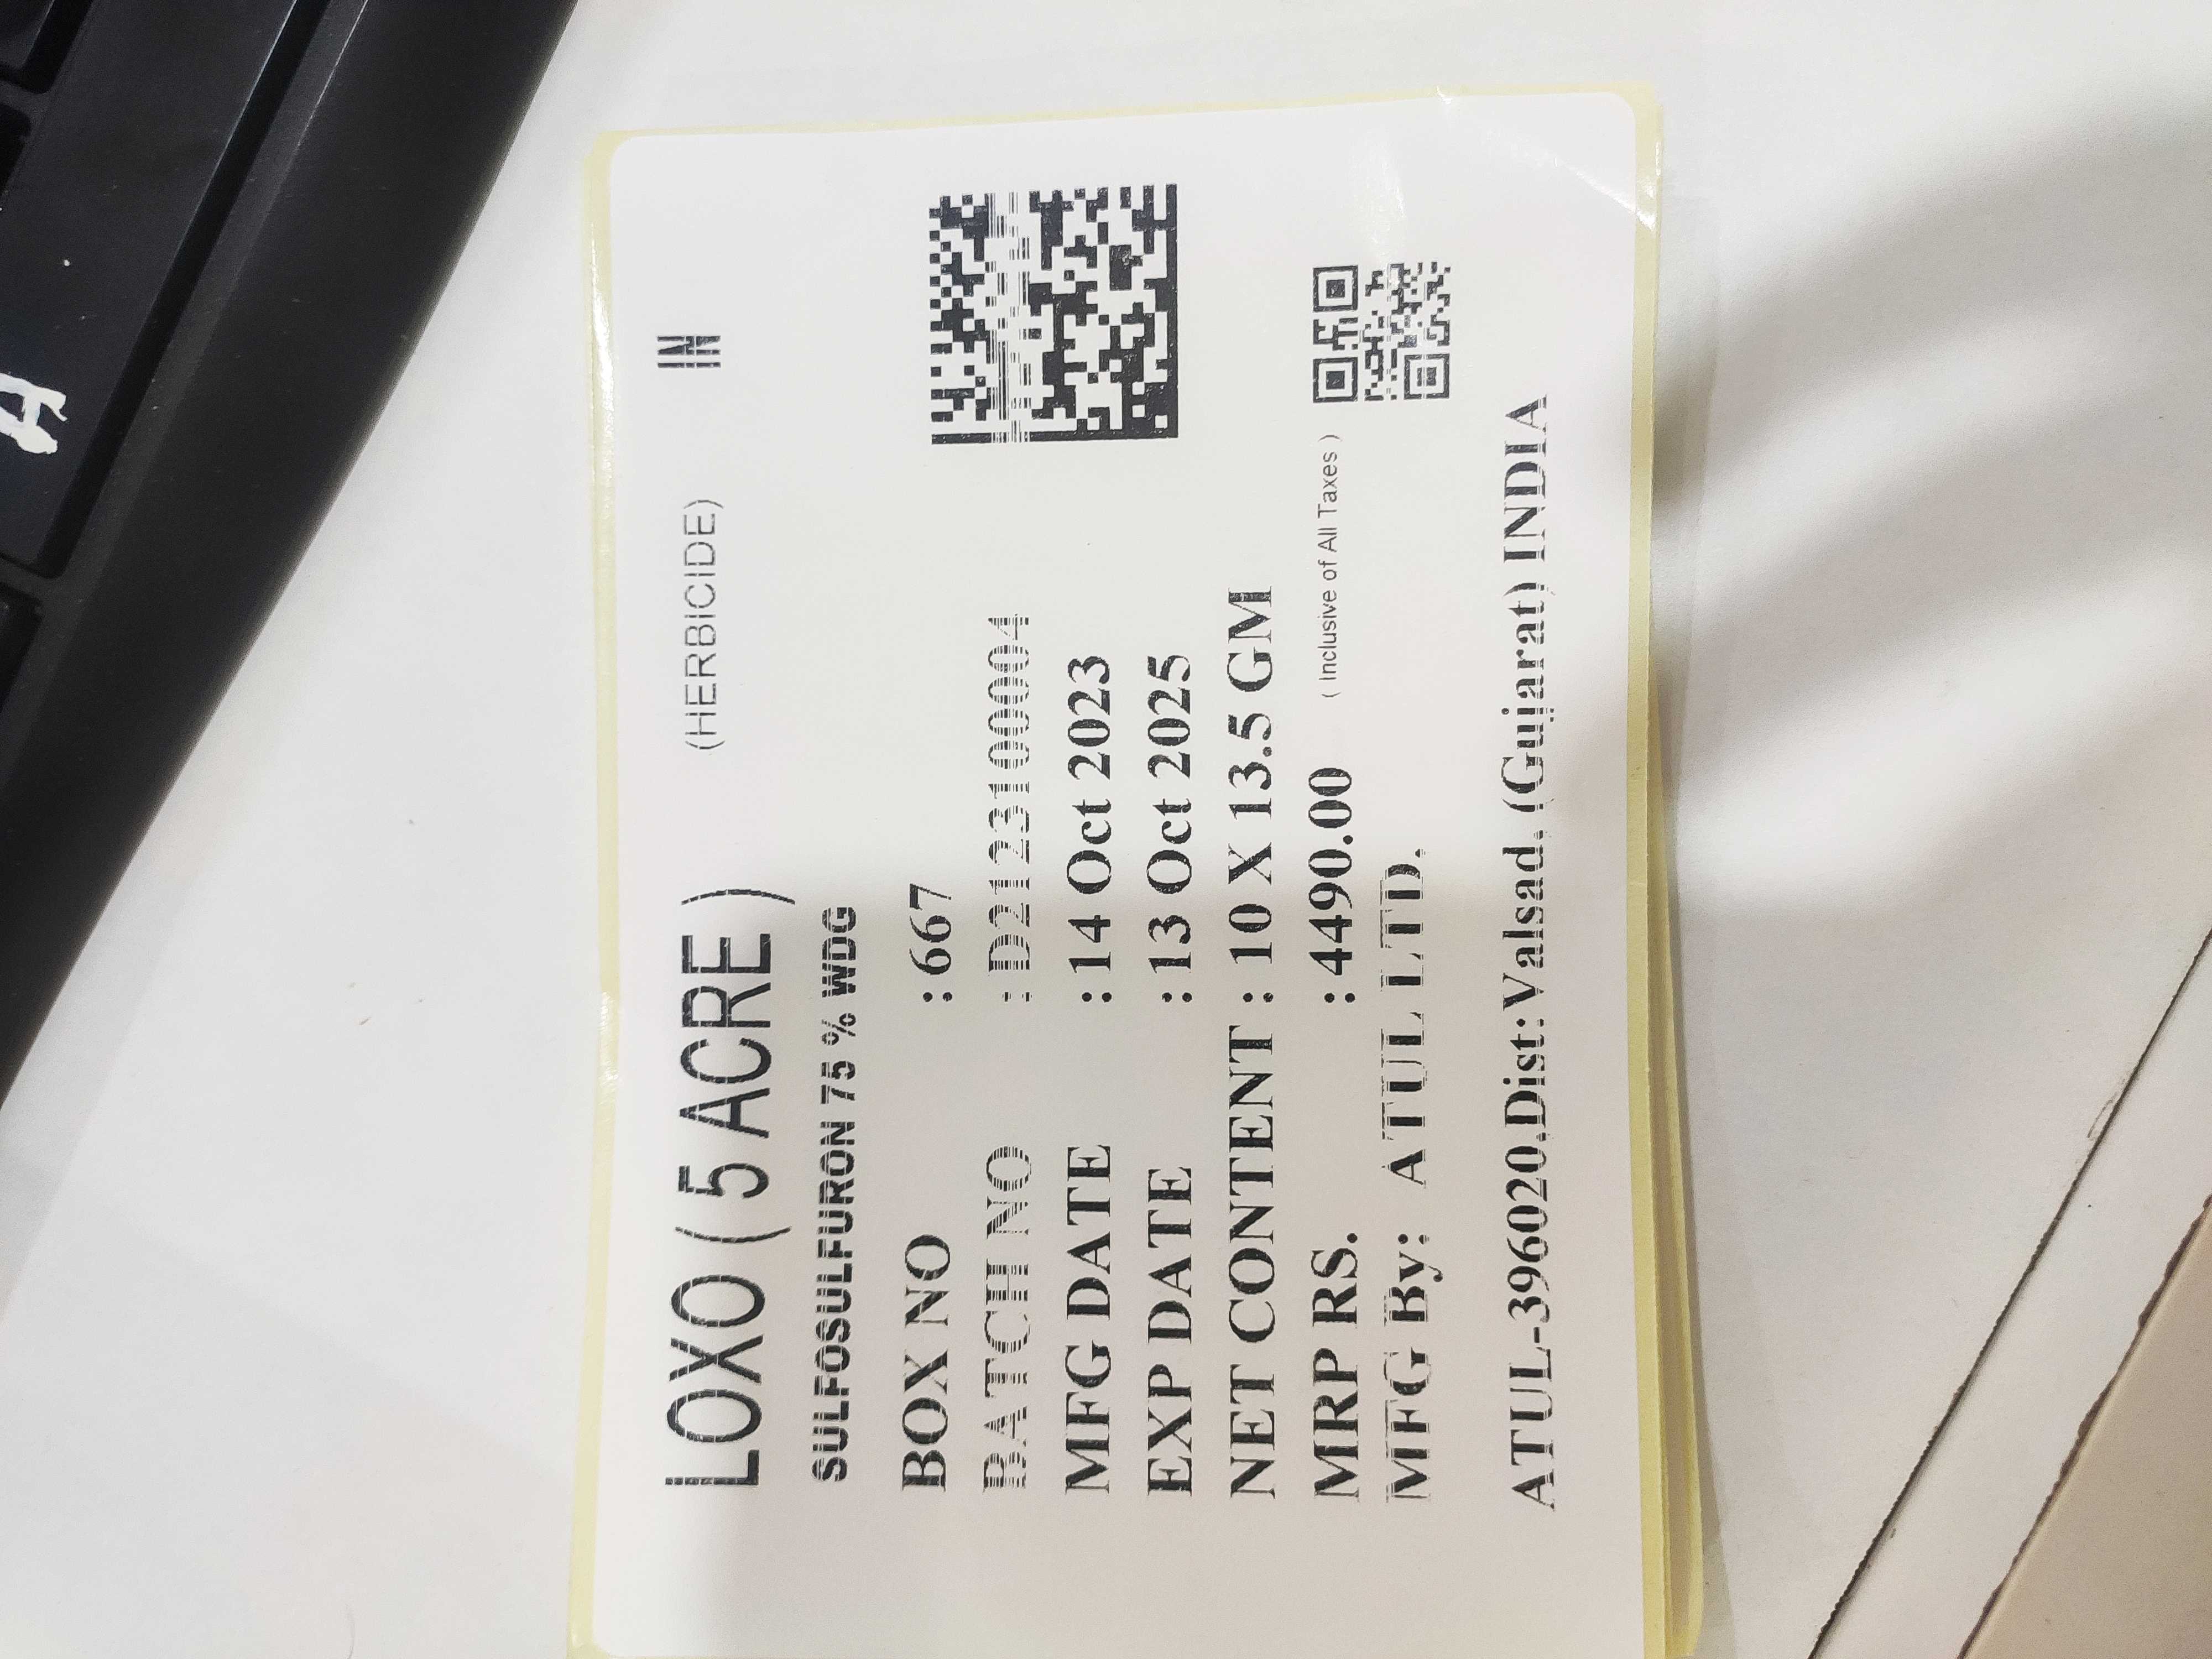 LOXO ( 5 ACRE ) (HERBICIDE) IN
SULFOSULFURON 75 % WDG
BOX NO : 667
BATCH NO : D212310004
MFG DATE : 14 Oct 2023
EXP DATE : 13 Oct 2025
NET CONTENT : 10 X 13.5 GM
MRP RS. : 4490.00 ( Inclusive of All Taxes )
MFG By: ATUL LTD.
ATUL-396020,Dist:Valsad, (Gujarat) INDIA
A